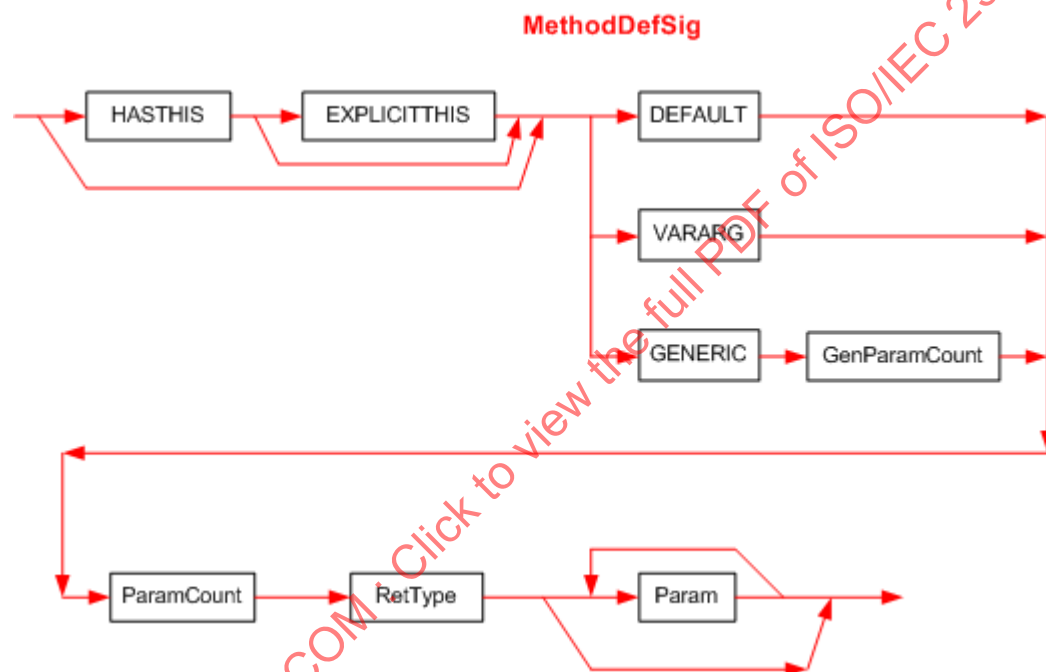 MethodDefSig
HASTHIS
EXPLICITTHIS
DEFAULT
VARARG
GENERIC
GenParamCount
ParamCount
RetType
Param
COM : Click to view the full PDF of ISO/IEC